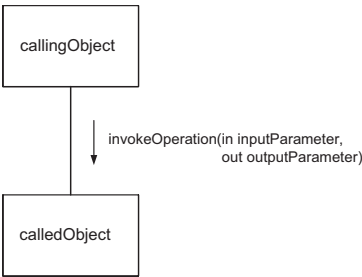 callingObject
invokeOperation(in inputParameter,
out outputParameter)
calledObject